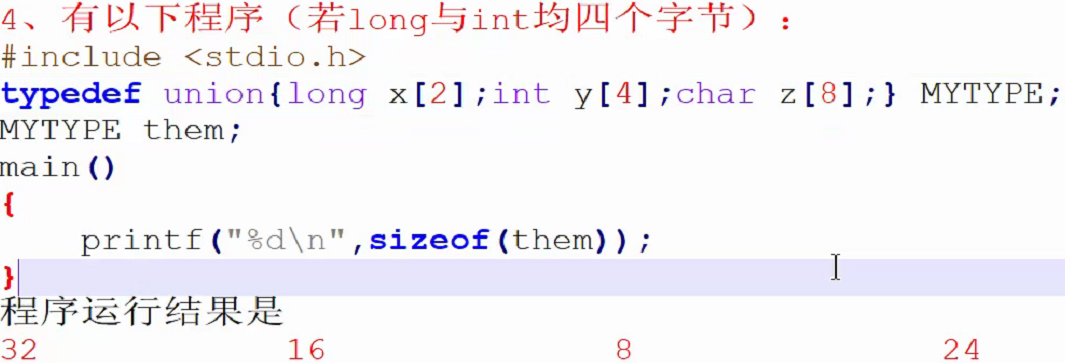 4、有以下程序（若long与int均四个字节）：
#include <stdio.h>
typedef union{long x[2];int y[4];char z[8];} MYTYPE;
MYTYPE them;
main()
{
    printf("%d\n",sizeof(them));
}
程序运行结果是
32 16 8 24